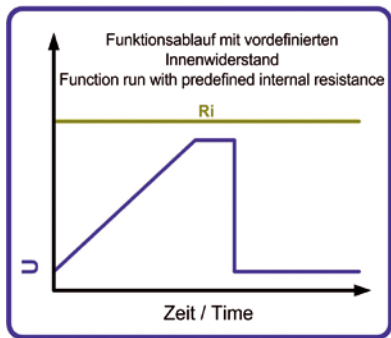 Funktionsablauf mit vordefinierten
Innenwiderstand
Function run with predefined internal resistance
Ri
U
Zeit / Time